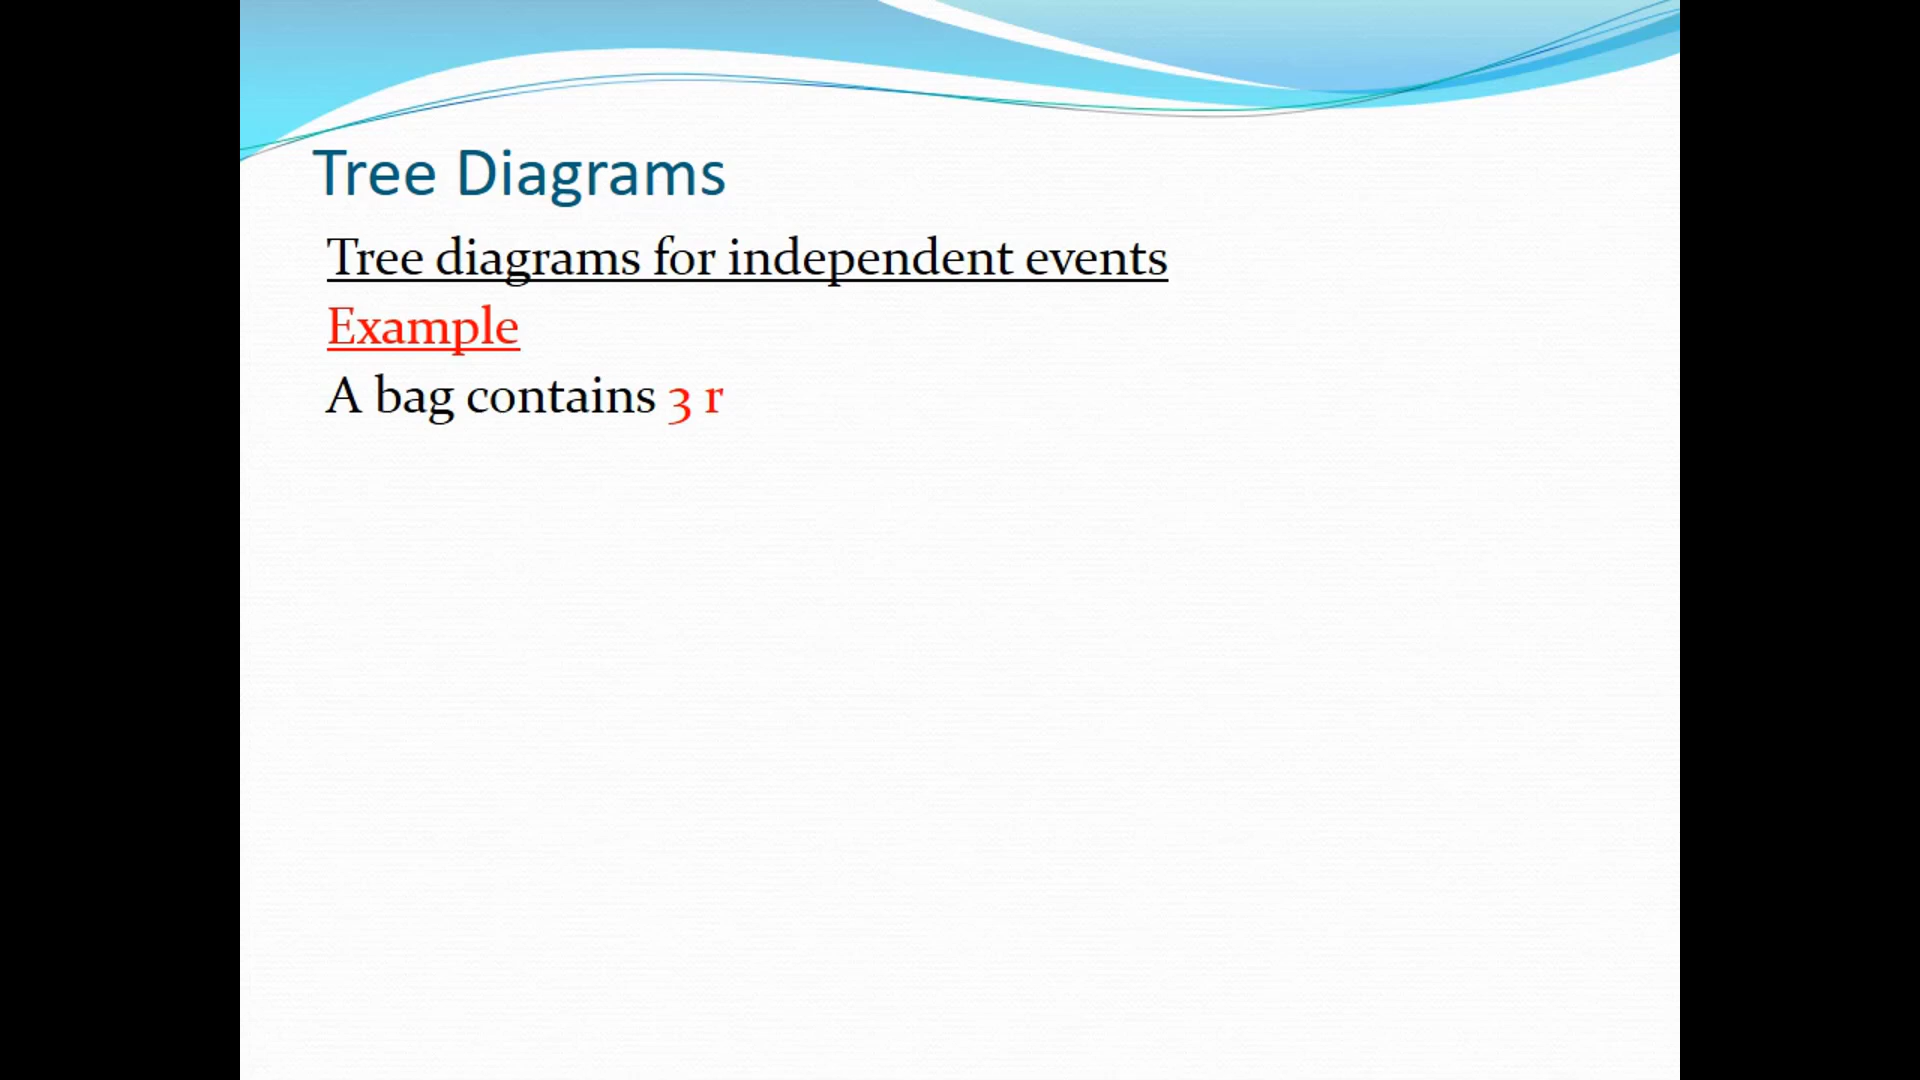 Tree Diagrams
Tree diagrams for independent events
Example
A bag contains 3 r